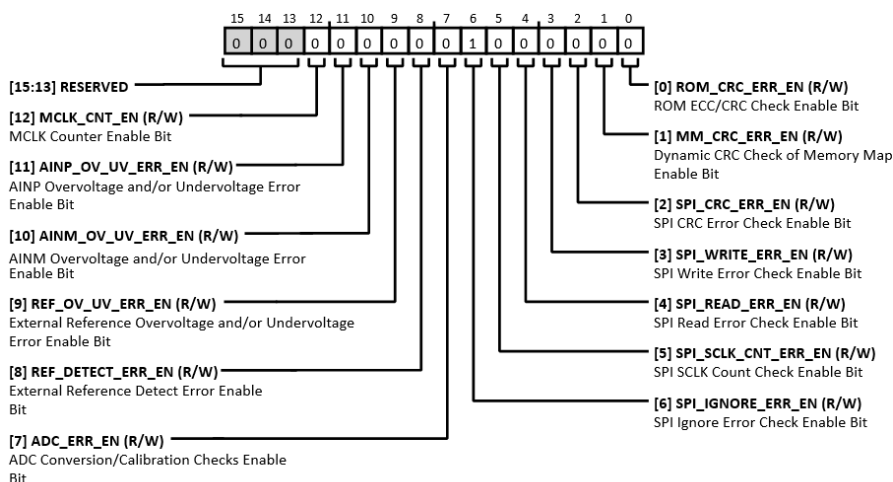 15 14 13 12 11 10 9 8 7 6 5 4 3 2 1 0
0 0 0 0 0 0 0 0 0 1 0 0 0 0 0 0
[15:13] RESERVED
[12] MCLK_CNT_EN (R/W)
MCLK Counter Enable Bit
[11] AINP_OV_UV_ERR_EN (R/W)
AINP Overvoltage and/or Undervoltage Error
Enable Bit
[10] AINM_OV_UV_ERR_EN (R/W)
AINM Overvoltage and/or Undervoltage Error
Enable Bit
[9] REF_OV_UV_ERR_EN (R/W)
External Reference Overvoltage and/or Undervoltage
Error Enable Bit
[8] REF_DETECT_ERR_EN (R/W)
External Reference Detect Error Enable
Bit
[7] ADC_ERR_EN (R/W)
ADC Conversion/Calibration Checks Enable
Bit
[0] ROM_CRC_ERR_EN (R/W)
ROM ECC/CRC Check Enable Bit
[1] MM_CRC_ERR_EN (R/W)
Dynamic CRC Check of Memory Map
Enable Bit
[2] SPI_CRC_ERR_EN (R/W)
SPI CRC Error Check Enable Bit
[3] SPI_WRITE_ERR_EN (R/W)
SPI Write Error Check Enable Bit
[4] SPI_READ_ERR_EN (R/W)
SPI Read Error Check Enable Bit
[5] SPI_SCLK_CNT_ERR_EN (R/W)
SPI SCLK Count Check Enable Bit
[6] SPI_IGNORE_ERR_EN (R/W)
SPI Ignore Error Check Enable Bit